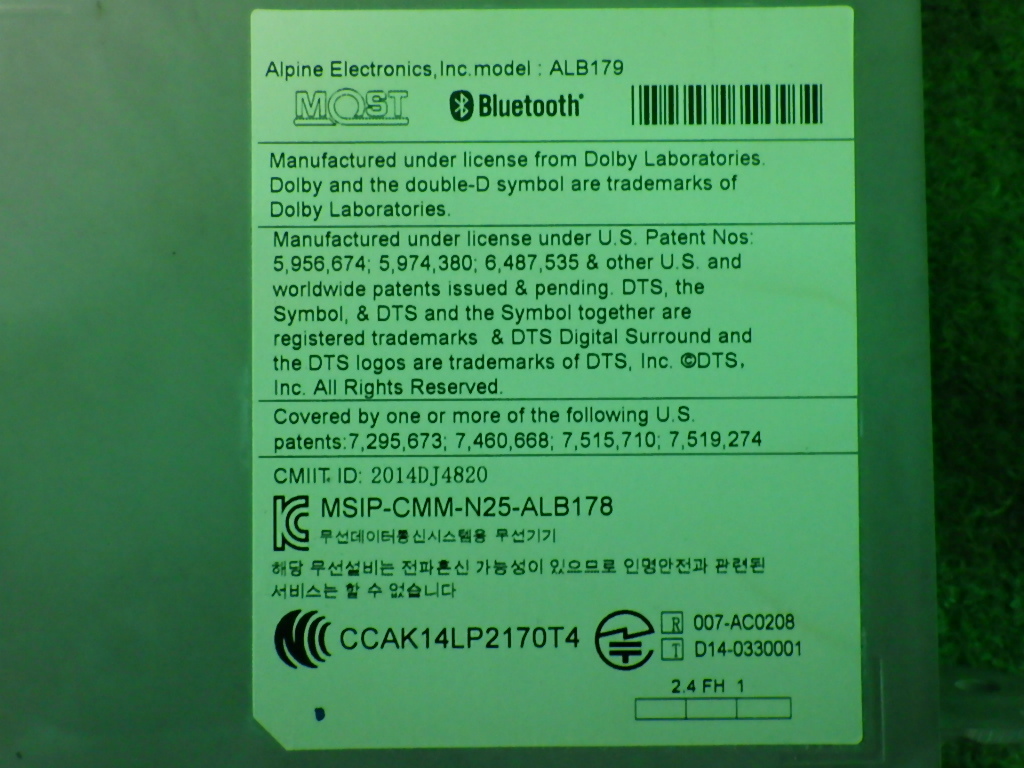 Alpine Electronics,Inc.model : ALB179
MOST Bluetooth
Manufactured under license from Dolby Laboratories.
Dolby and the double-D symbol are trademarks of
Dolby Laboratories.
Manufactured under license under U.S. Patent Nos:
5,956,674; 5,974,380; 6,487,535 & other U.S. and
worldwide patents issued & pending. DTS, the
Symbol, & DTS and the Symbol together are
registered trademarks & DTS Digital Surround and
the DTS logos are trademarks of DTS, Inc. ©DTS,
Inc. All Rights Reserved.
Covered by one or more of the following U.S.
patents:7,295,673; 7,460,668; 7,515,710; 7,519,274
CMIIT ID: 2014DJ4820
MSIP-CMM-N25-ALB178
무선데이터통신시스템용 무선기기
해당 무선설비는 전파혼신 가능성이 있으므로 인명안전과 관련된
서비스는 할 수 없습니다
CCAK14LP2170T4
R 007-AC0208
T D14-0330001
2.4 FH 1